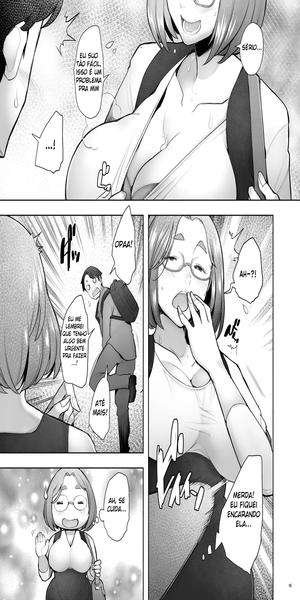 SÉRIO...
EU SUO
TÃO FÁCIL,
ISSO É UM
PROBLEMA
PRA MIM
...!
AH~?!
OPAA!
EU ME
LEMBREI
QUE TENHO
ALGO BEM
URGENTE
PRA FAZER
...!
ATÉ
MAIS!
MERDA!
EU FIQUEI
ENCARANDO
ELA...
AH, SE
CUIDA...